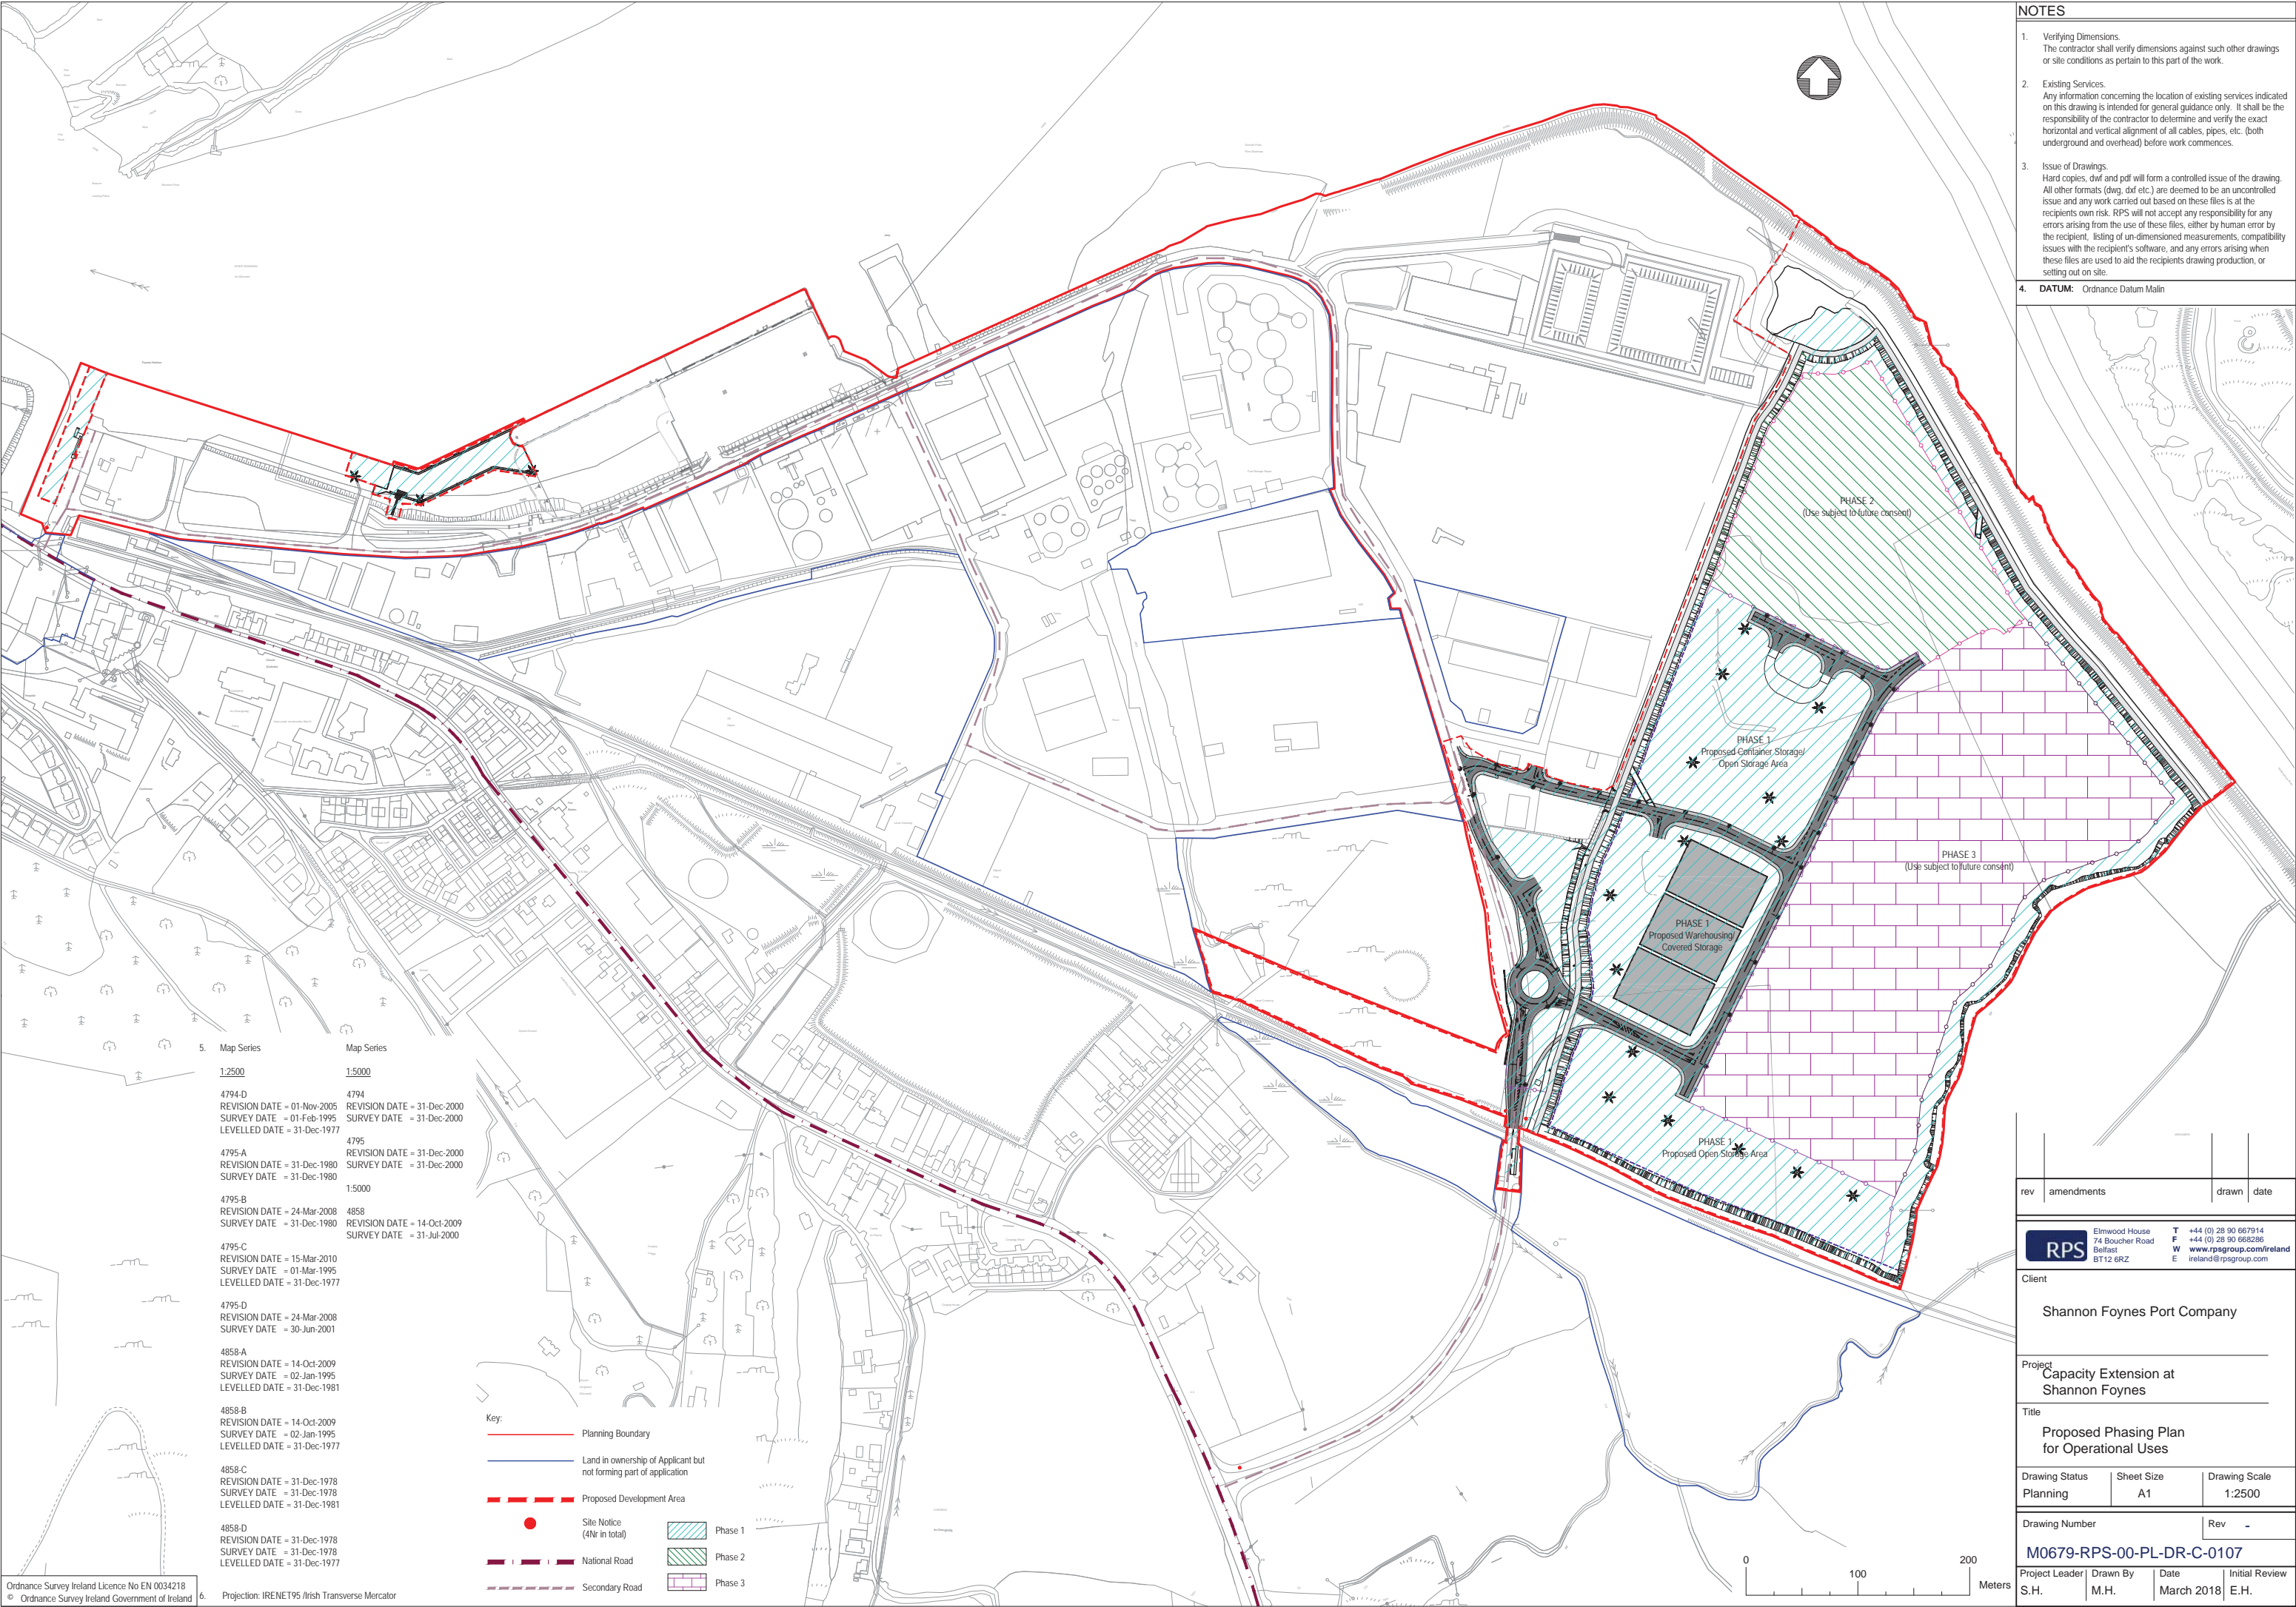 NOTES
1. Verifying Dimensions.
The contractor shall verify dimensions against such other drawings
or site conditions as pertain to this part of the work.
2. Existing Services.
Any information concerning the location of existing services indicated
on this drawing is intended for general guidance only. It shall be the
responsibility of the contractor to determine and verify the exact
horizontal and vertical alignment of all cables, pipes, etc. (both
underground and overhead) before work commences.
3. Issue of Drawings.
Hard copies, dwf and pdf will form a controlled issue of the drawing.
All other formats (dwg, dxf etc.) are deemed to be an uncontrolled
issue and any work carried out based on these files is at the
recipients own risk. RPS will not accept any responsibility for any
errors arising from the use of these files, either by human error by
the recipient, listing of un-dimensioned measurements, compatibility
issues with the recipient's software, and any errors arising when
these files are used to aid the recipients drawing production, or
setting out on site.
4. DATUM: Ordnance Datum Malin
PHASE 2
(Use subject to future consent)
PHASE 1
Proposed Container Storage/
Open Storage Area
PHASE 3
(Use subject to future consent)
PHASE 1
Proposed Warehousing/
Covered Storage
PHASE 1
Proposed Open Storage Area
5. Map Series
1:2500
4794-D
REVISION DATE = 01-Nov-2005
SURVEY DATE = 01-Feb-1995
LEVELLED DATE = 31-Dec-1977
4795-A
REVISION DATE = 31-Dec-1980
SURVEY DATE = 31-Dec-1980
4795-B
REVISION DATE = 24-Mar-2008
SURVEY DATE = 31-Dec-1980
4795-C
REVISION DATE = 15-Mar-2010
SURVEY DATE = 01-Mar-1995
LEVELLED DATE = 31-Dec-1977
4795-D
REVISION DATE = 24-Mar-2008
SURVEY DATE = 30-Jun-2001
4858-A
REVISION DATE = 14-Oct-2009
SURVEY DATE = 02-Jan-1995
LEVELLED DATE = 31-Dec-1981
4858-B
REVISION DATE = 14-Oct-2009
SURVEY DATE = 02-Jan-1995
LEVELLED DATE = 31-Dec-1977
4858-C
REVISION DATE = 31-Dec-1978
SURVEY DATE = 31-Dec-1978
LEVELLED DATE = 31-Dec-1981
4858-D
REVISION DATE = 31-Dec-1978
SURVEY DATE = 31-Dec-1978
LEVELLED DATE = 31-Dec-1977
Map Series
1:5000
4794
REVISION DATE = 31-Dec-2000
SURVEY DATE = 31-Dec-2000
4795
REVISION DATE = 31-Dec-2000
SURVEY DATE = 31-Dec-2000
1:5000
4858
REVISION DATE = 14-Oct-2009
SURVEY DATE = 31-Jul-2000
6. Projection: IRENET95 /Irish Transverse Mercator
Ordnance Survey Ireland Licence No EN 0034218
© Ordnance Survey Ireland Government of Ireland
Key:
Planning Boundary
Land in ownership of Applicant but
not forming part of application
Proposed Development Area
Site Notice
(4Nr in total)
National Road
Secondary Road
Phase 1
Phase 2
Phase 3
0 100 200
Meters
rev amendments drawn date
RPS
Elmwood House
74 Boucher Road
Belfast
BT12 6RZ
T +44 (0) 28 90 667914
F +44 (0) 28 90 668286
W www.rpsgroup.com/ireland
E ireland@rpsgroup.com
Client
Shannon Foynes Port Company
Project
Capacity Extension at
Shannon Foynes
Title
Proposed Phasing Plan
for Operational Uses
Drawing Status Sheet Size Drawing Scale
Planning A1 1:2500
Drawing Number Rev -
M0679-RPS-00-PL-DR-C-0107
Project Leader Drawn By Date Initial Review
S.H. M.H. March 2018 E.H.